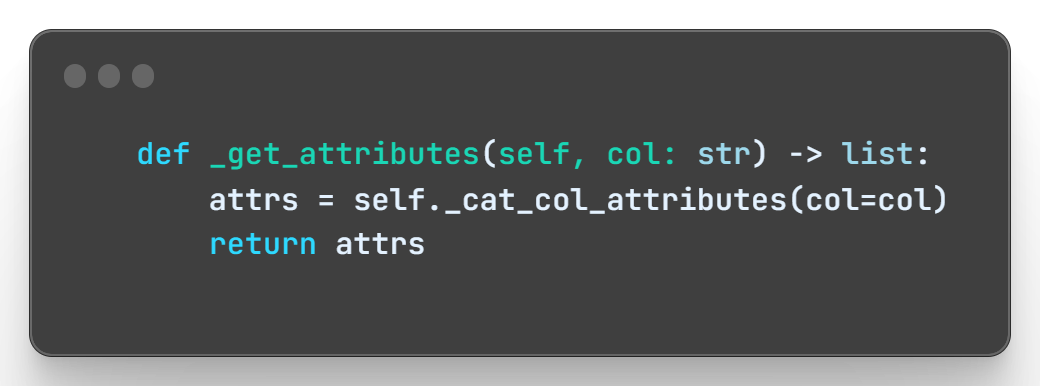 def _get_attributes(self, col: str) -> list:
    attrs = self._cat_col_attributes(col=col)
    return attrs